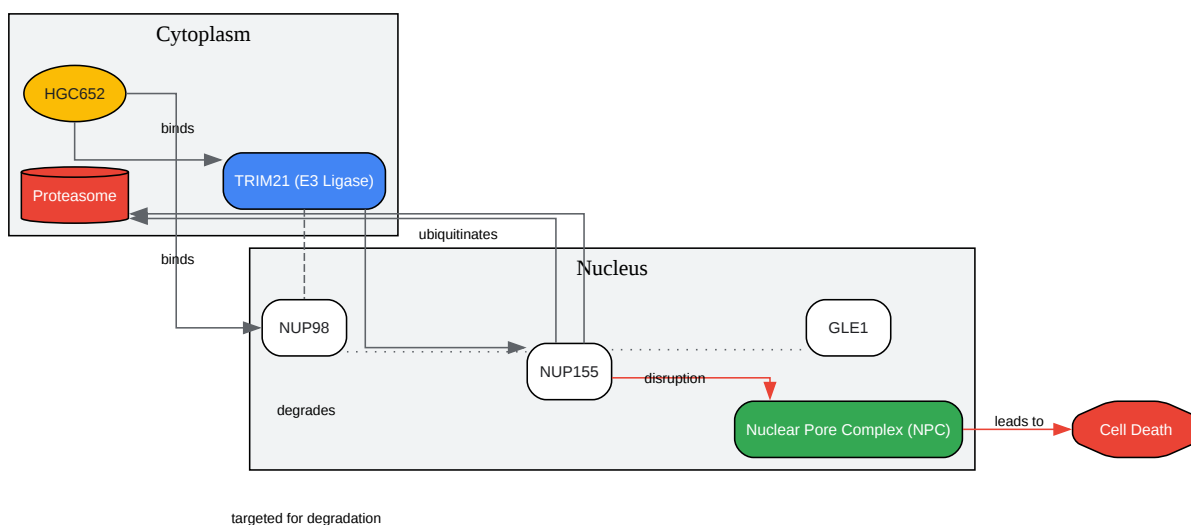 Cytoplasm
HGC652
binds
TRIM21 (E3 Ligase)
Proteasome
ubiquitinates
binds
Nucleus
NUP98
GLE1
NUP155
disruption
degrades
Nuclear Pore Complex (NPC)
leads to
Cell Death
targeted for degradation